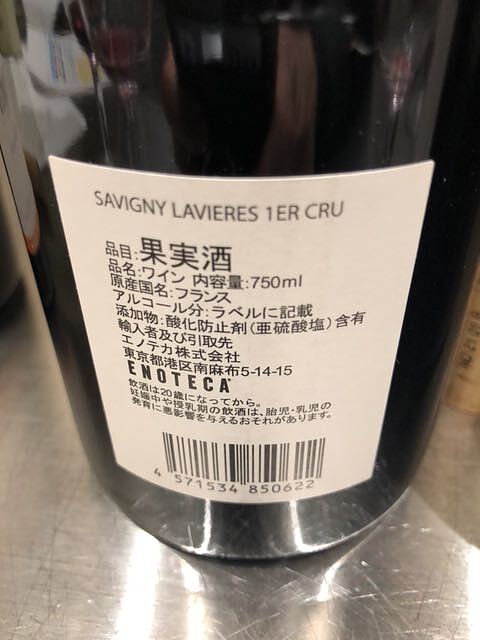 SAVIGNY LAVIERES 1ER CRU
品目:果実酒
品名:ワイン 内容量:750ml
原産国名:フランス
アルコール分:ラベルに記載
添加物:酸化防止剤(亜硫酸塩)含有
輸入者及び引取先
エノテカ株式会社
東京都港区南麻布5-14-15
ENOTECA
飲酒は20歳になってから。
妊娠中や授乳期の飲酒は、胎児・乳児の
発育に悪影響を与えるおそれがあります。
4 571534 850622